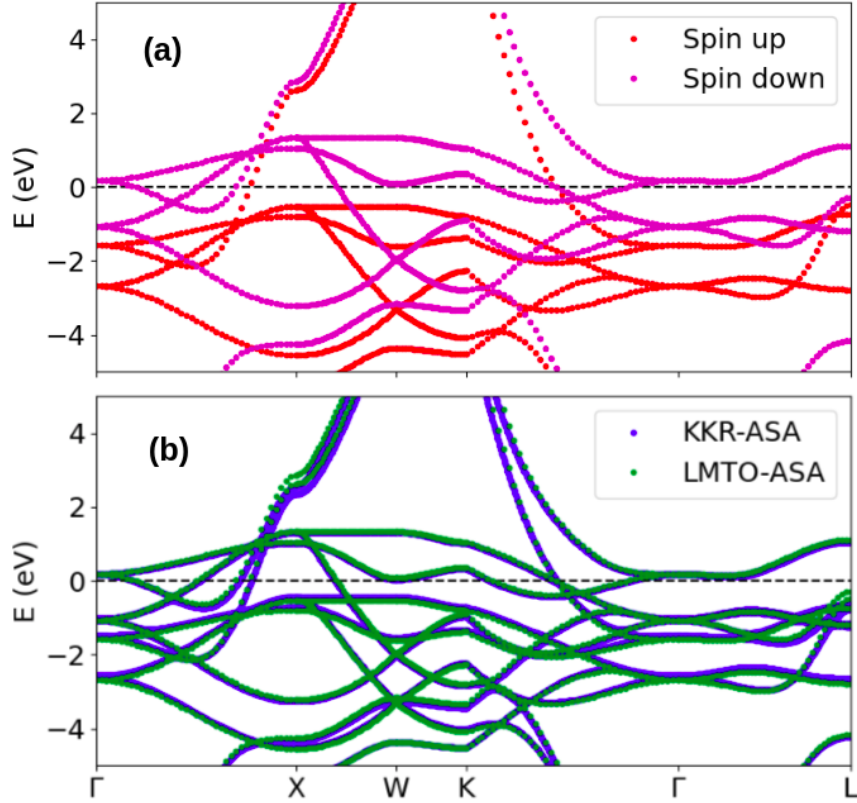 (a)
Spin up
Spin down
4
2
0
−2
−4
E (eV)
(b)
KKR-ASA
LMTO-ASA
4
2
0
−2
−4
E (eV)
Γ X W K Γ L